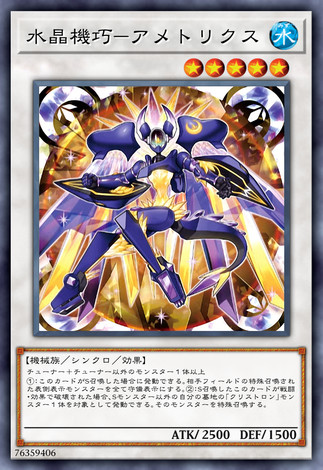 水晶機巧－アメトリクス
水
【機械族／シンクロ／効果】
チューナー＋チューナー以外のモンスター１体以上
①：このカードがS召喚した場合に発動できる。相手フィールドの特殊召喚され
た表側表示モンスターを全て守備表示にする。②：S召喚したこのカードが戦闘
・効果で破壊された場合、Sモンスター以外の自分の墓地の「クリストロン」モン
スター１体を対象として発動できる。そのモンスターを特殊召喚する。
ATK/ 2500 DEF/1500
76359406